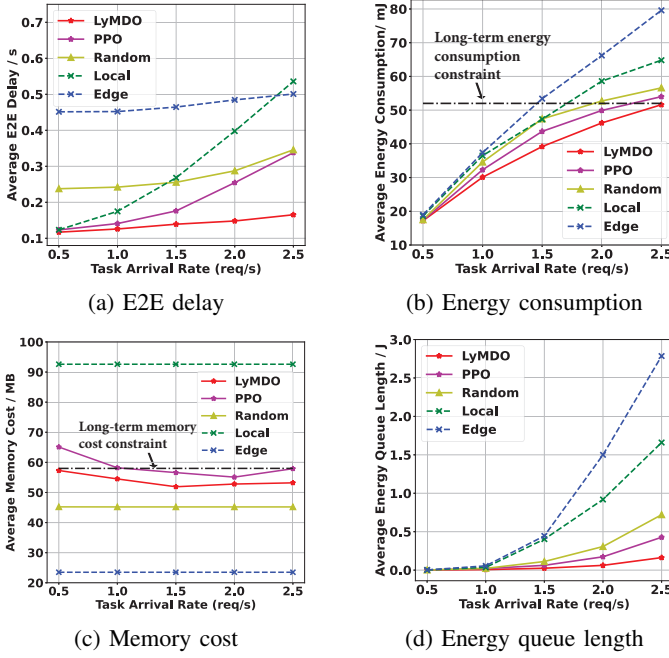 Average E2E Delay / s
0.7
0.6
0.5
0.4
0.3
0.2
0.1
LyMDO
PPO
Random
Local
Edge
0.5 1.0 1.5 2.0 2.5
Task Arrival Rate (req/s)
(a) E2E delay
Average Energy Consumption/ mJ
80
70
60
50
40
30
20
10
Long-term energy
consumption
constraint
LyMDO
PPO
Random
Local
Edge
0.5 1.0 1.5 2.0 2.5
Task Arrival Rate (req/s)
(b) Energy consumption
Average Memory Cost / MB
100
90
80
70
60
50
40
30
20
LyMDO
PPO
Random
Local
Edge
Long-term memory
cost constraint
0.5 1.0 1.5 2.0 2.5
Task Arrival Rate (req/s)
(c) Memory cost
Average Energy Queue Length / J
3.0
2.5
2.0
1.5
1.0
0.5
0.0
LyMDO
PPO
Random
Local
Edge
0.5 1.0 1.5 2.0 2.5
Task Arrival Rate (req/s)
(d) Energy queue length